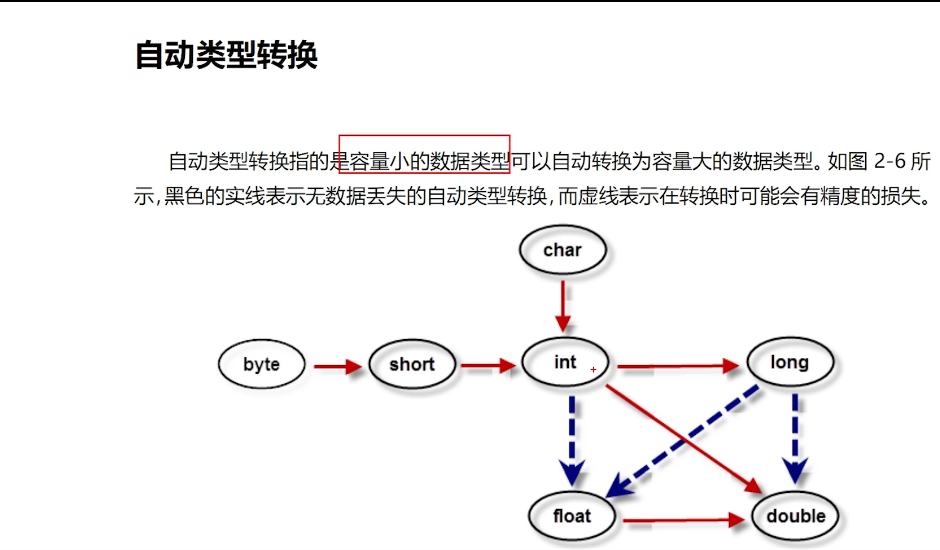 自动类型转换
自动类型转换指的是容量小的数据类型可以自动转换为容量大的数据类型。如图 2-6 所
示,黑色的实线表示无数据丢失的自动类型转换,而虚线表示在转换时可能会有精度的损失。
char
byte
short
int
long
float
double